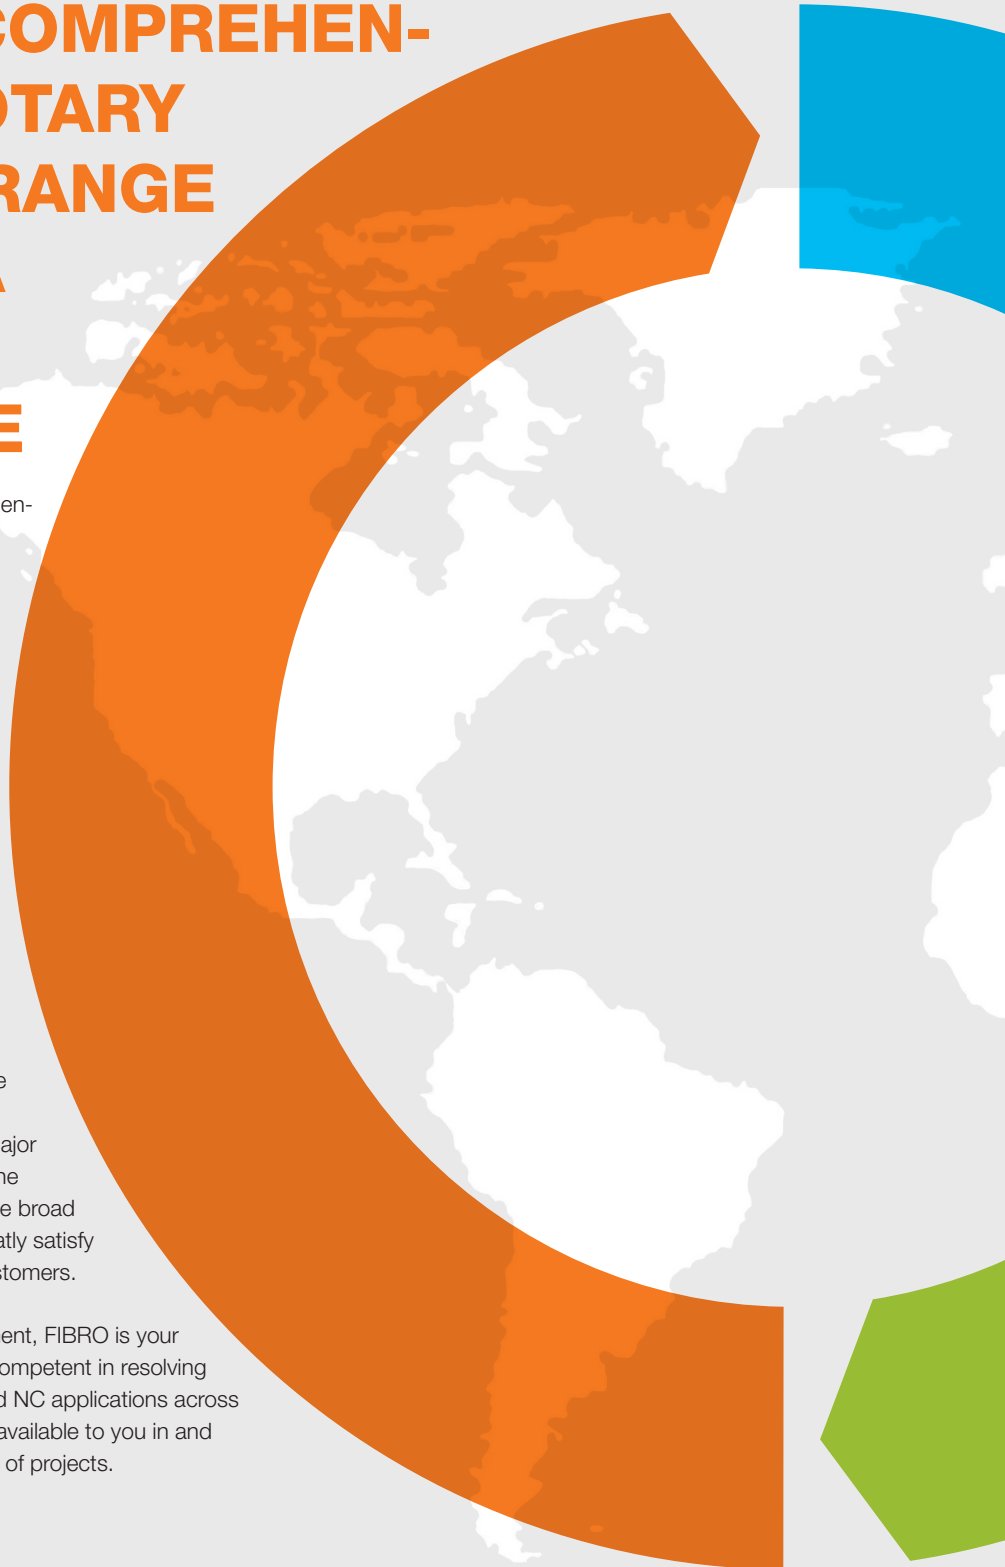 COMPREHEN-
OTARY
RANGE
A
E
en-
e
ajor
ne
e broad
atly satisfy
stomers.
ent, FIBRO is your
ompetent in resolving
d NC applications across
available to you in and
of projects.